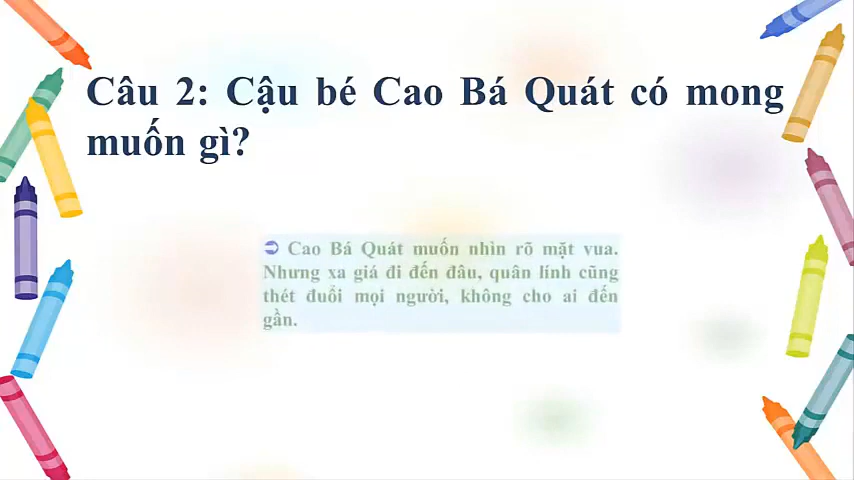 Câu 2: Cậu bé Cao Bá Quát có mong
muốn gì?
➲ Cao Bá Quát muốn nhìn rõ mặt vua.
Nhưng xa giá đi đến đâu, quân lính cũng
thét đuổi mọi người, không cho ai đến
gần.